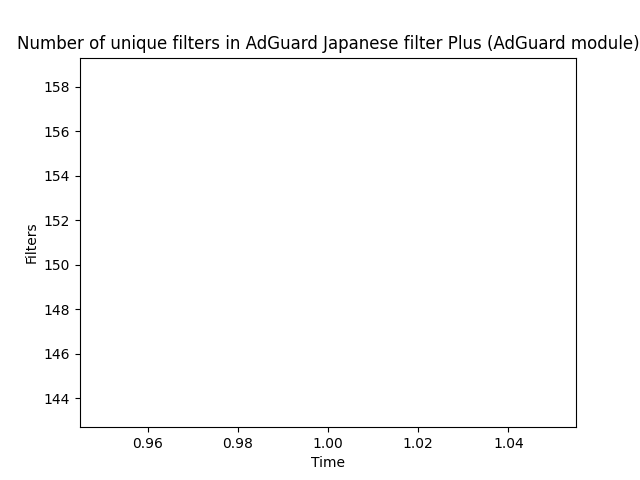 Number of unique filters in AdGuard Japanese filter Plus (AdGuard module)
158
156
154
152
150
148
146
144
Filters
0.96 0.98 1.00 1.02 1.04
Time